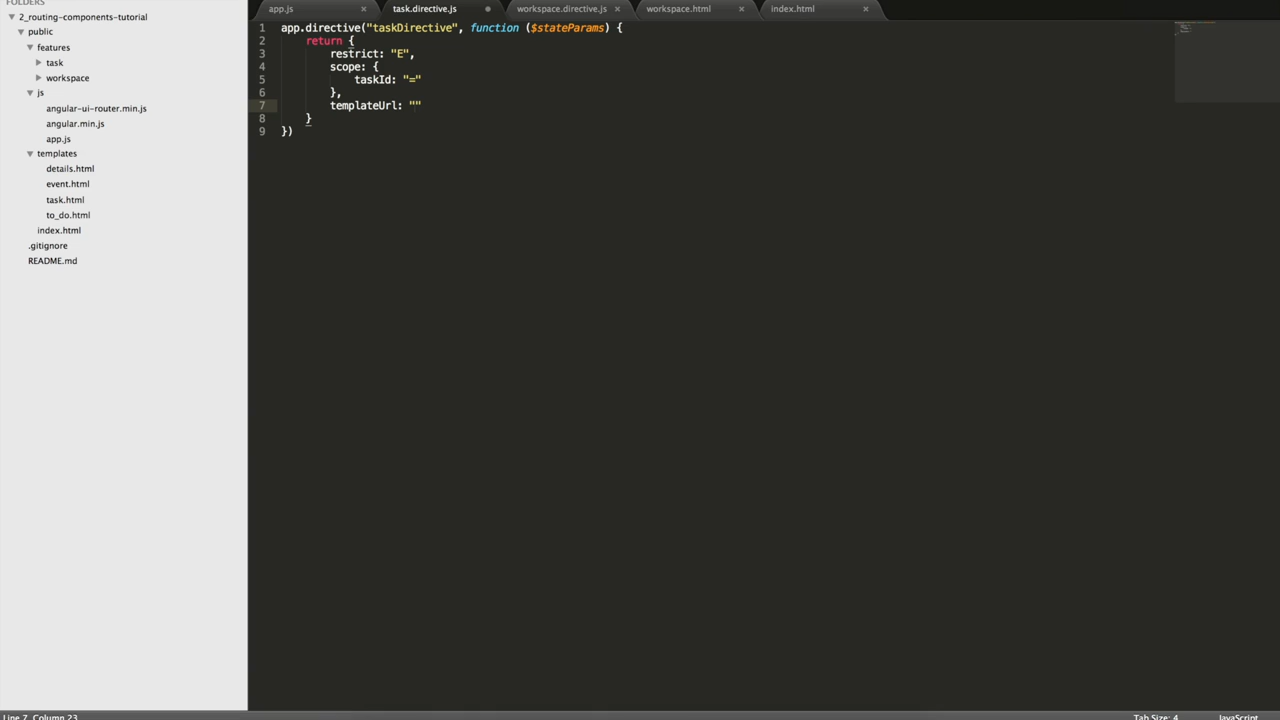 FOLDERS
2_routing-components-tutorial
public
features
task
workspace
js
angular-ui-router.min.js
angular.min.js
app.js
templates
details.html
event.html
task.html
to_do.html
index.html
.gitignore
README.md
app.js × task.directive.js workspace.directive.js × workspace.html × index.html ×
1 app.directive("taskDirective", function ($stateParams) {
2 return {
3 restrict: "E",
4 scope: {
5 taskId: "="
6 },
7 templateUrl: ""
8 }
9 })
Line 7, Column 23 Tab Size: 4 JavaScript